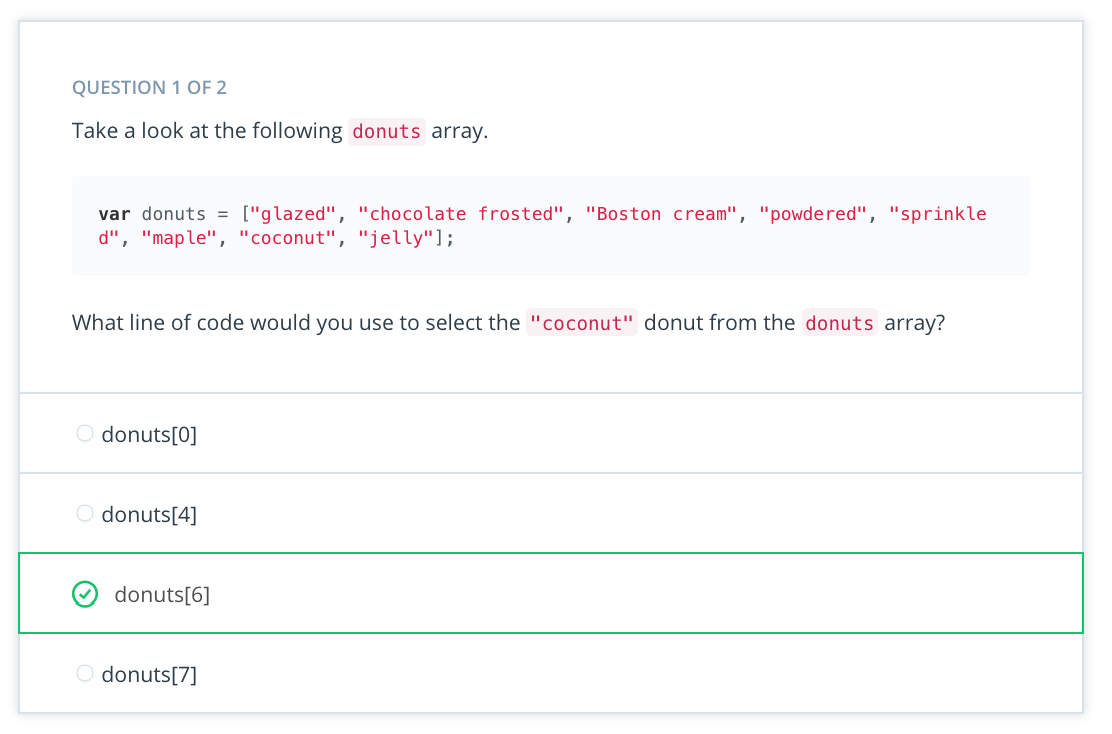 QUESTION 1 OF 2
Take a look at the following donuts array.
var donuts = ["glazed", "chocolate frosted", "Boston cream", "powdered", "sprinkle
d", "maple", "coconut", "jelly"];
What line of code would you use to select the "coconut" donut from the donuts array?
donuts[0]
donuts[4]
donuts[6]
donuts[7]